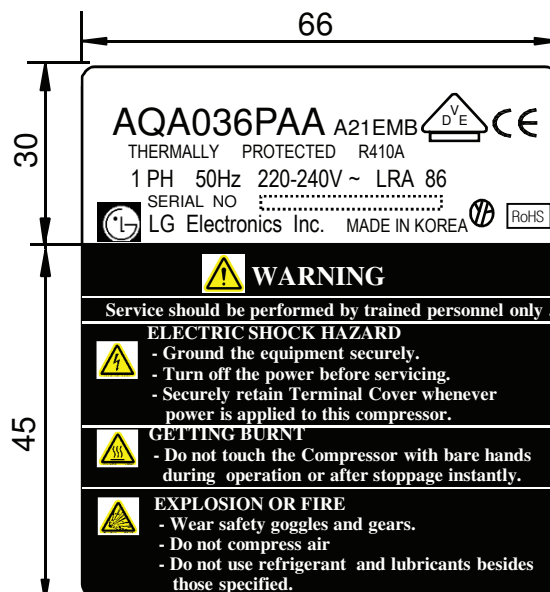 66
30
AQA036PAA A21EMB
D V E
CE
THERMALLY PROTECTED R410A
1 PH 50Hz 220-240V ~ LRA 86
SERIAL NO
LG Electronics Inc. MADE IN KOREA
RoHS
45
WARNING
Service should be performed by trained personnel only .
ELECTRIC SHOCK HAZARD
- Ground the equipment securely.
- Turn off the power before servicing.
- Securely retain Terminal Cover whenever
power is applied to this compressor.
GETTING BURNT
- Do not touch the Compressor with bare hands
during operation or after stoppage instantly.
EXPLOSION OR FIRE
- Wear safety goggles and gears.
- Do not compress air
- Do not use refrigerant and lubricants besides
those specified.